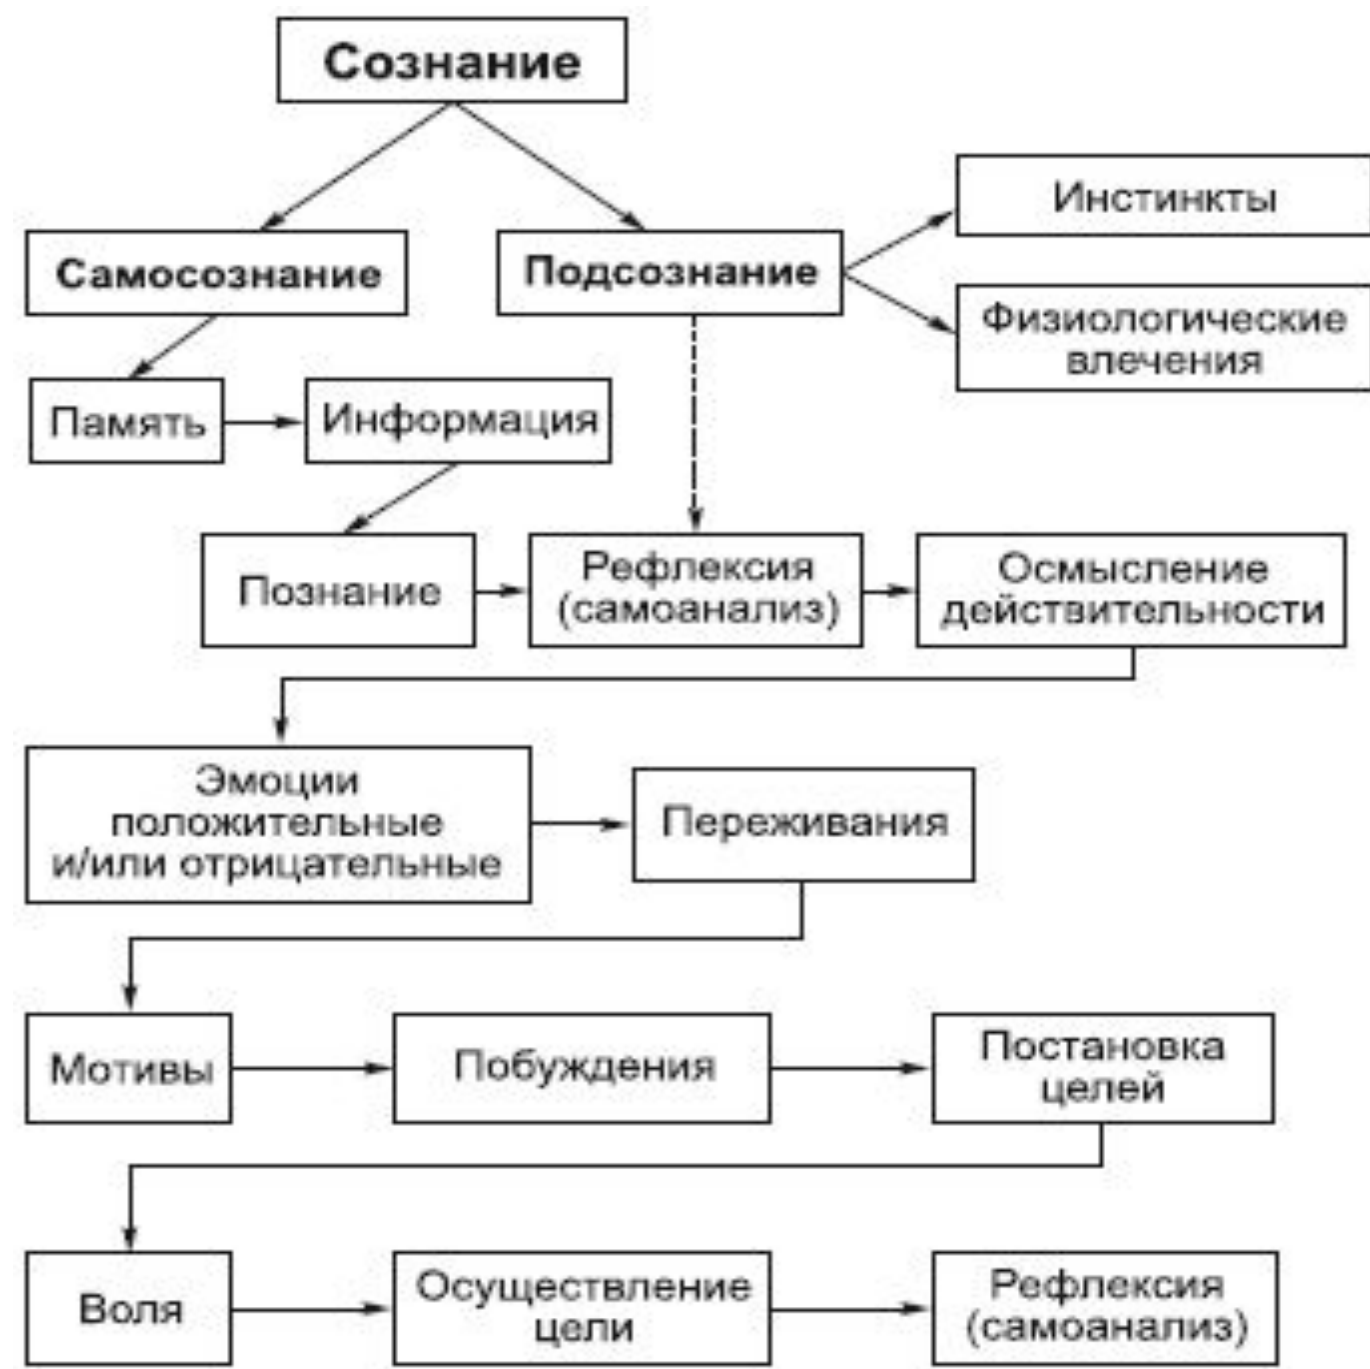 Сознание
Инстинкты
Самосознание
Подсознание
Физиологические
влечения
Память
Информация
Познание
Рефлексия
(самоанализ)
Осмысление
действительности
Эмоции
положительные
и/или отрицательные
Переживания
Мотивы
Побуждения
Постановка
целей
Воля
Осуществление
цели
Рефлексия
(самоанализ)